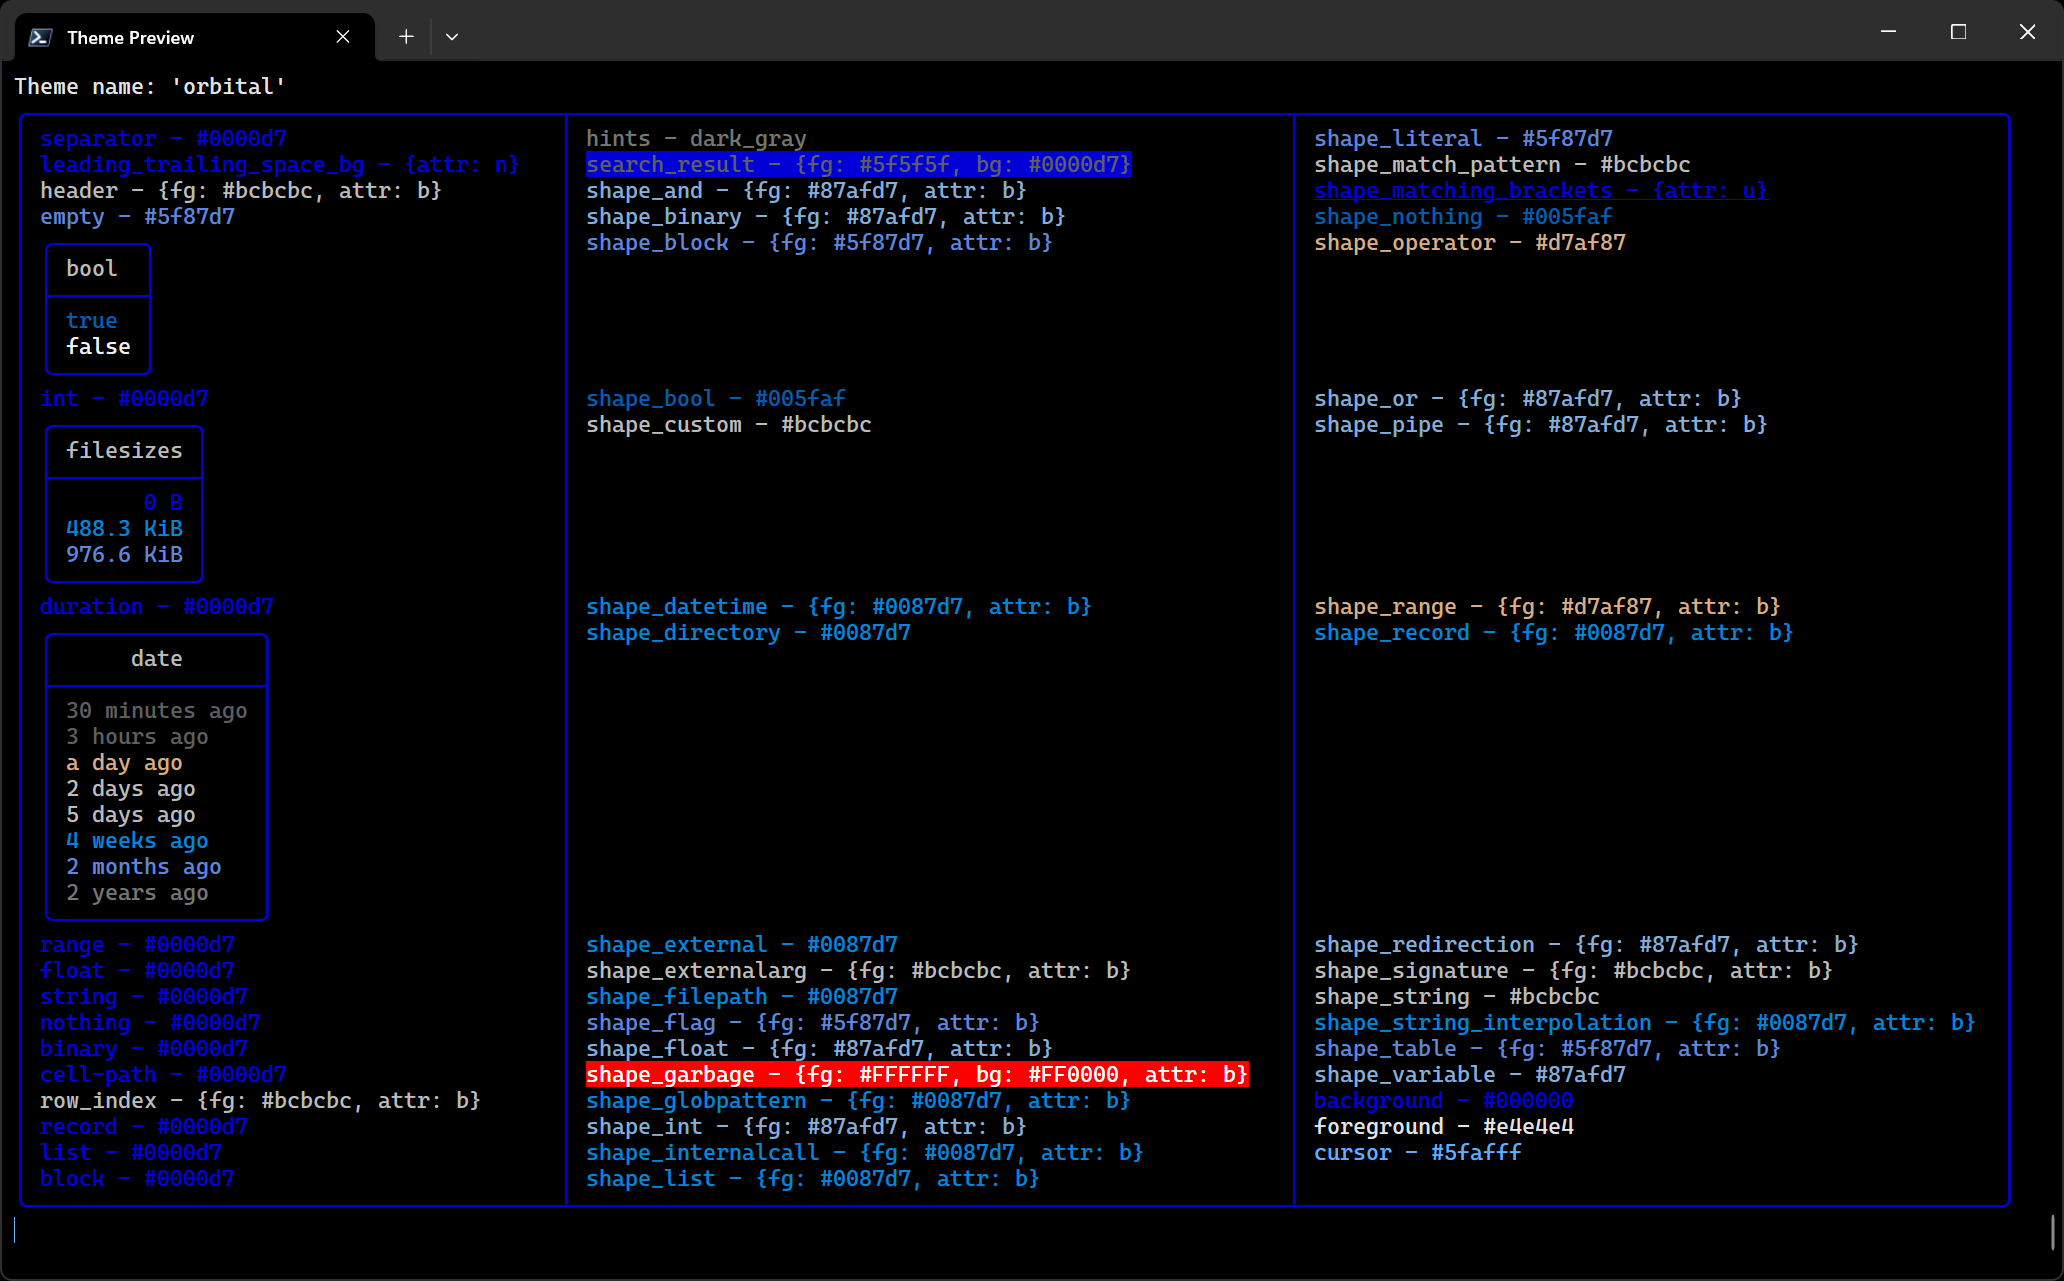 Theme Preview
Theme name: 'orbital'
separator - #0000d7
leading_trailing_space_bg - {attr: n}
header - {fg: #bcbcbc, attr: b}
empty - #5f87d7
bool
true
false
int - #0000d7
filesizes
0 B
488.3 KiB
976.6 KiB
duration - #0000d7
date
30 minutes ago
3 hours ago
a day ago
2 days ago
5 days ago
4 weeks ago
2 months ago
2 years ago
range - #0000d7
float - #0000d7
string - #0000d7
nothing - #0000d7
binary - #0000d7
cell-path - #0000d7
row_index - {fg: #bcbcbc, attr: b}
record - #0000d7
list - #0000d7
block - #0000d7
hints - dark_gray
search_result - {fg: #5f5f5f, bg: #0000d7}
shape_and - {fg: #87afd7, attr: b}
shape_binary - {fg: #87afd7, attr: b}
shape_block - {fg: #5f87d7, attr: b}
shape_bool - #005faf
shape_custom - #bcbcbc
shape_datetime - {fg: #0087d7, attr: b}
shape_directory - #0087d7
shape_external - #0087d7
shape_externalarg - {fg: #bcbcbc, attr: b}
shape_filepath - #0087d7
shape_flag - {fg: #5f87d7, attr: b}
shape_float - {fg: #87afd7, attr: b}
shape_garbage - {fg: #FFFFFF, bg: #FF0000, attr: b}
shape_globpattern - {fg: #0087d7, attr: b}
shape_int - {fg: #87afd7, attr: b}
shape_internalcall - {fg: #0087d7, attr: b}
shape_list - {fg: #0087d7, attr: b}
shape_literal - #5f87d7
shape_match_pattern - #bcbcbc
shape_matching_brackets - {attr: u}
shape_nothing - #005faf
shape_operator - #d7af87
shape_or - {fg: #87afd7, attr: b}
shape_pipe - {fg: #87afd7, attr: b}
shape_range - {fg: #d7af87, attr: b}
shape_record - {fg: #0087d7, attr: b}
shape_redirection - {fg: #87afd7, attr: b}
shape_signature - {fg: #bcbcbc, attr: b}
shape_string - #bcbcbc
shape_string_interpolation - {fg: #0087d7, attr: b}
shape_table - {fg: #5f87d7, attr: b}
shape_variable - #87afd7
background - #000000
foreground - #e4e4e4
cursor - #5fafff